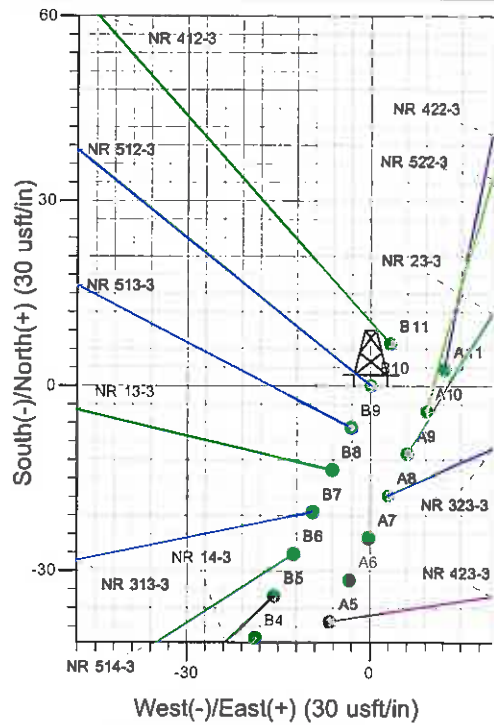 60
NR 412-3
NR 422-3
NR 512-3
NR 522-3
30
NR 23-3
NR 513-3
B11
A11
B10
0
A10
B9
NR 13-3
A9
B8
A8
B7
NR 323-3
A7
B6
NR 14-3
A6
-30
B5
NR 423-3
NR 313-3
A5
B4
NR 514-3
-30
0
South(-)/North(+) (30 usft/in)
West(-)/East(+) (30 usft/in)